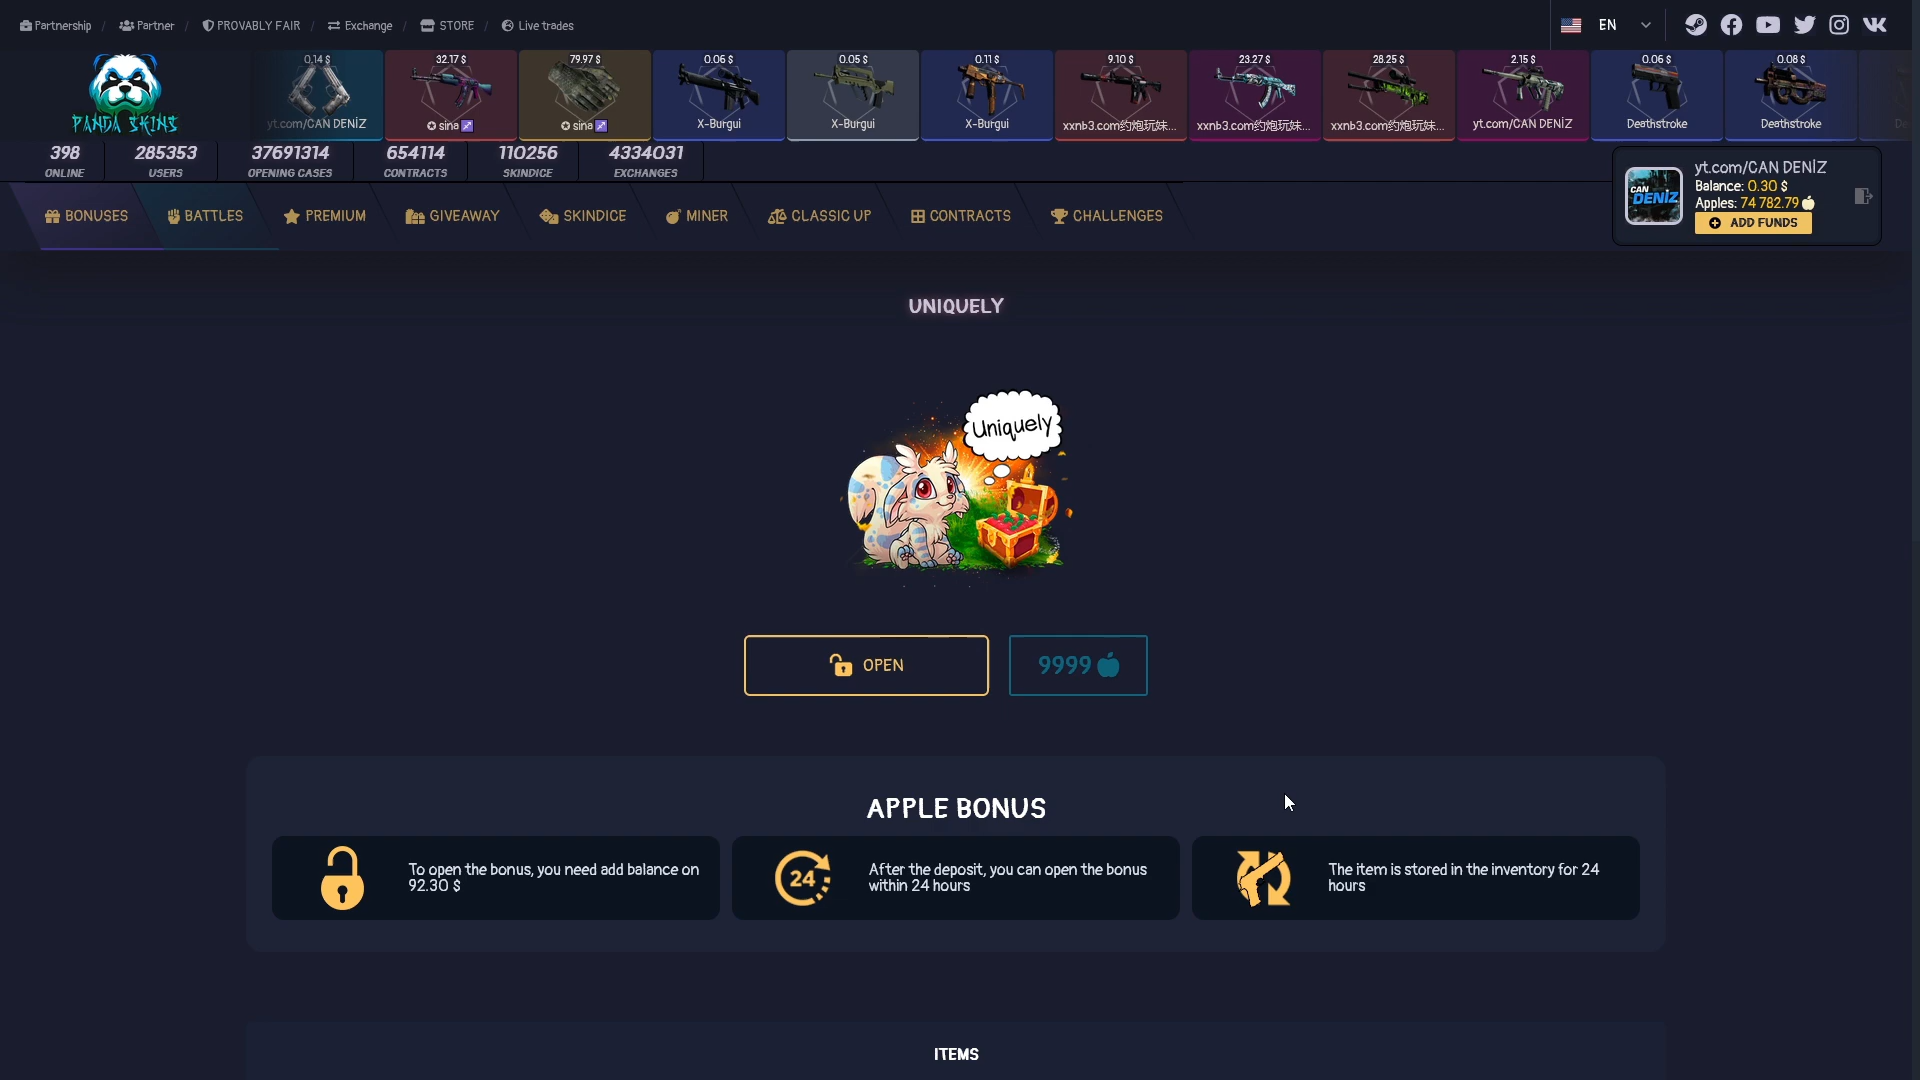 Partnership / Partner / PROVABLY FAIR / Exchange / STORE / Live trades
EN
PANDA SKINS
0.14 $
yt.com/CAN DENİZ
32.17 $
sina
79.97 $
sina
0.06 $
X-Burgui
0.05 $
X-Burgui
0.11 $
X-Burgui
9.10 $
xxnb3.com约炮玩妹...
23.27 $
xxnb3.com约炮玩妹...
28.25 $
xxnb3.com约炮玩妹...
2.15 $
yt.com/CAN DENİZ
0.06 $
Deathstroke
0.08 $
Deathstroke
398
ONLINE
285353
USERS
37691314
OPENING CASES
654114
CONTRACTS
110256
SKINDICE
4334031
EXCHANGES
CAN
DENİZ
yt.com/CAN DENİZ
Balance: 0.30 $
Apples: 74 782.79
ADD FUNDS
BONUSES
BATTLES
PREMIUM
GIVEAWAY
SKINDICE
MINER
CLASSIC UP
CONTRACTS
CHALLENGES
UNIQUELY
Uniquely
OPEN
9999
APPLE BONUS
To open the bonus, you need add balance on
92.30 $
24
After the deposit, you can open the bonus
within 24 hours
The item is stored in the inventory for 24
hours
ITEMS